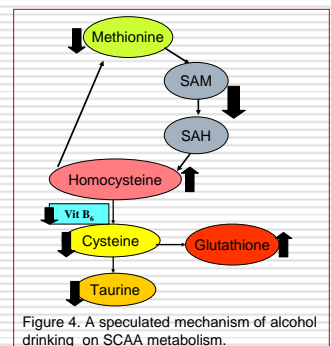 Methionine
SAM
SAH
Homocysteine
Vit B₆
Cysteine
Glutathione
Taurine
Figure 4. A speculated mechanism of alcohol
drinking on SCAA metabolism.